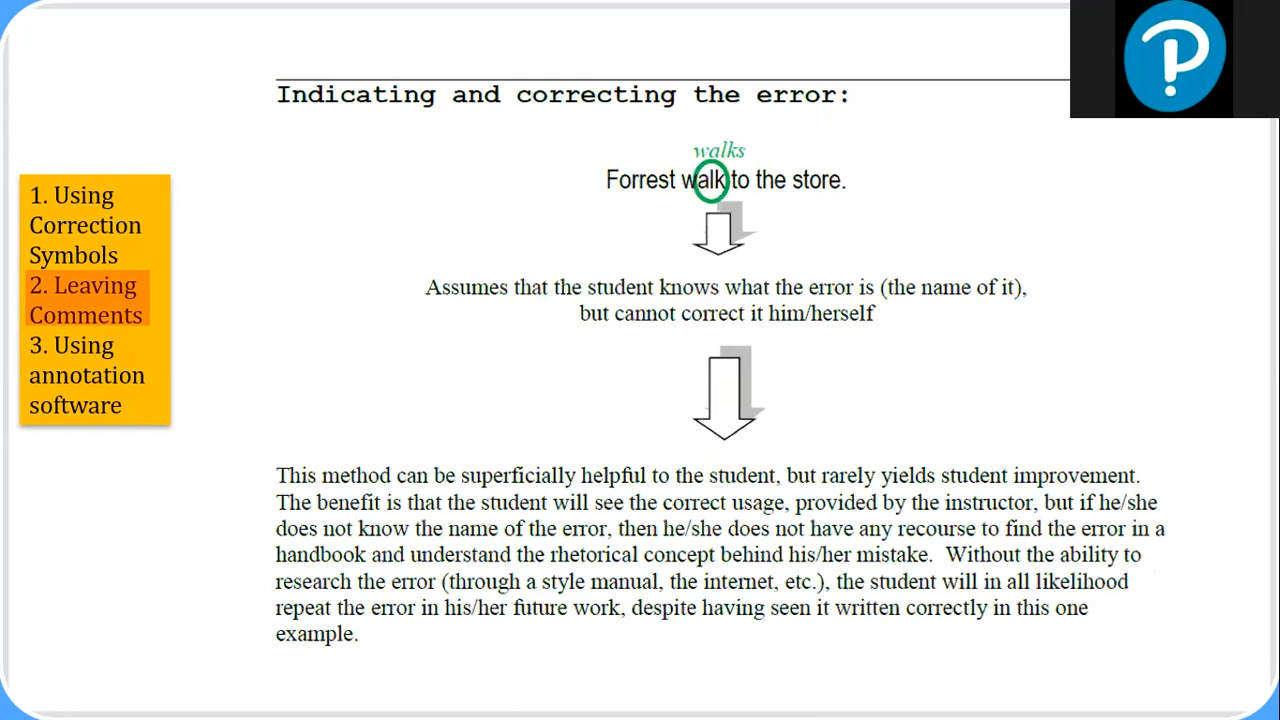 Indicating and correcting the error:
walks
Forrest walk to the store.
1. Using
Correction
Symbols
2. Leaving
Comments
3. Using
annotation
software
Assumes that the student knows what the error is (the name of it),
but cannot correct it him/herself
This method can be superficially helpful to the student, but rarely yields student improvement.
The benefit is that the student will see the correct usage, provided by the instructor, but if he/she
does not know the name of the error, then he/she does not have any recourse to find the error in a
handbook and understand the rhetorical concept behind his/her mistake.  Without the ability to
research the error (through a style manual, the internet, etc.), the student will in all likelihood
repeat the error in his/her future work, despite having seen it written correctly in this one
example.